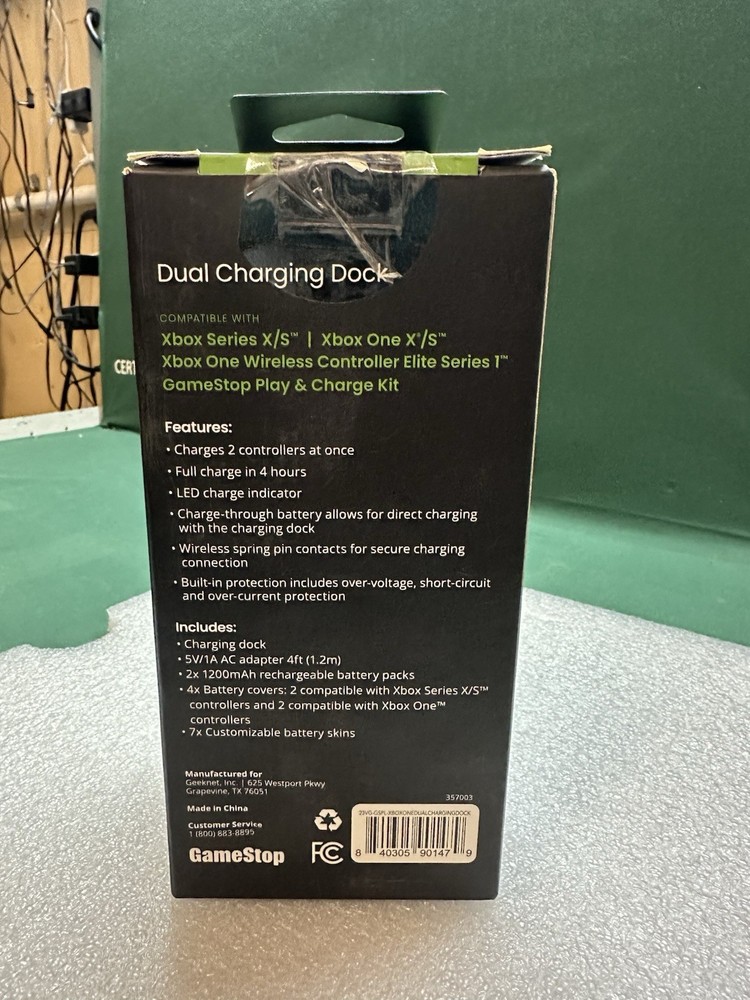 Dual Charging Dock
COMPATIBLE WITH
Xbox Series X/S™ | Xbox One X®/S™
Xbox One Wireless Controller Elite Series 1™
GameStop Play & Charge Kit
Features:
• Charges 2 controllers at once
• Full charge in 4 hours
• LED charge indicator
• Charge-through battery allows for direct charging
with the charging dock
• Wireless spring pin contacts for secure charging
connection
• Built-in protection includes over-voltage, short-circuit
and over-current protection
Includes:
• Charging dock
• 5V/1A AC adapter 4ft (1.2m)
• 2x 1200mAh rechargeable battery packs
• 4x Battery covers: 2 compatible with Xbox Series X/S™
controllers and 2 compatible with Xbox One™
controllers
• 7x Customizable battery skins
Manufactured for
Geeknet, Inc. | 625 Westport Pkwy
Grapevine, TX 76051
Made in China
Customer Service
1 (800) 883-8895
GameStop
FC
357003
23VG-GSPL-XBOXONEDUALCHARGINGDOCK
8 40305 90147 9